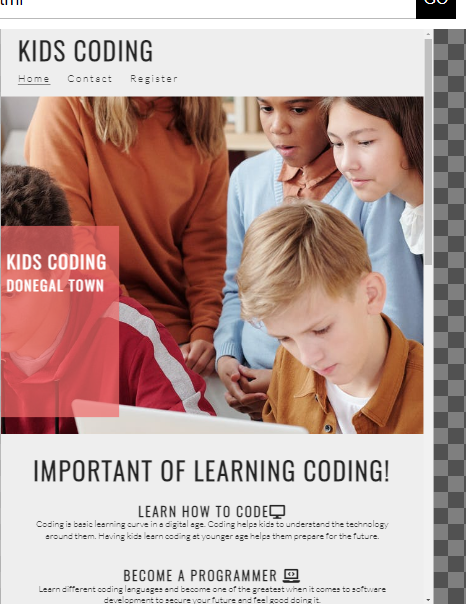 tml
GO
KIDS CODING
Home Contact Register
KIDS CODING
DONEGAL TOWN
IMPORTANT OF LEARNING CODING!
LEARN HOW TO CODE
Coding is basic learning curve in a digital age. Coding helps kids to understand the technology
around them. Having kids learn coding at younger age helps them prepare for the future.
BECOME A PROGRAMMER
Learn different coding languages and become one of the greatest when it comes to software
development to secure your future and feel good doing it.